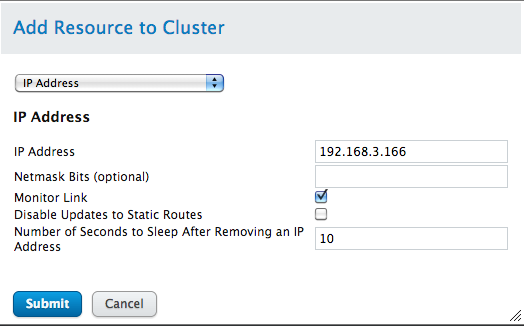 Add Resource to Cluster
IP Address
IP Address
IP Address 192.168.3.166
Netmask Bits (optional)
Monitor Link
Disable Updates to Static Routes
Number of Seconds to Sleep After Removing an IP
Address 10
Submit Cancel